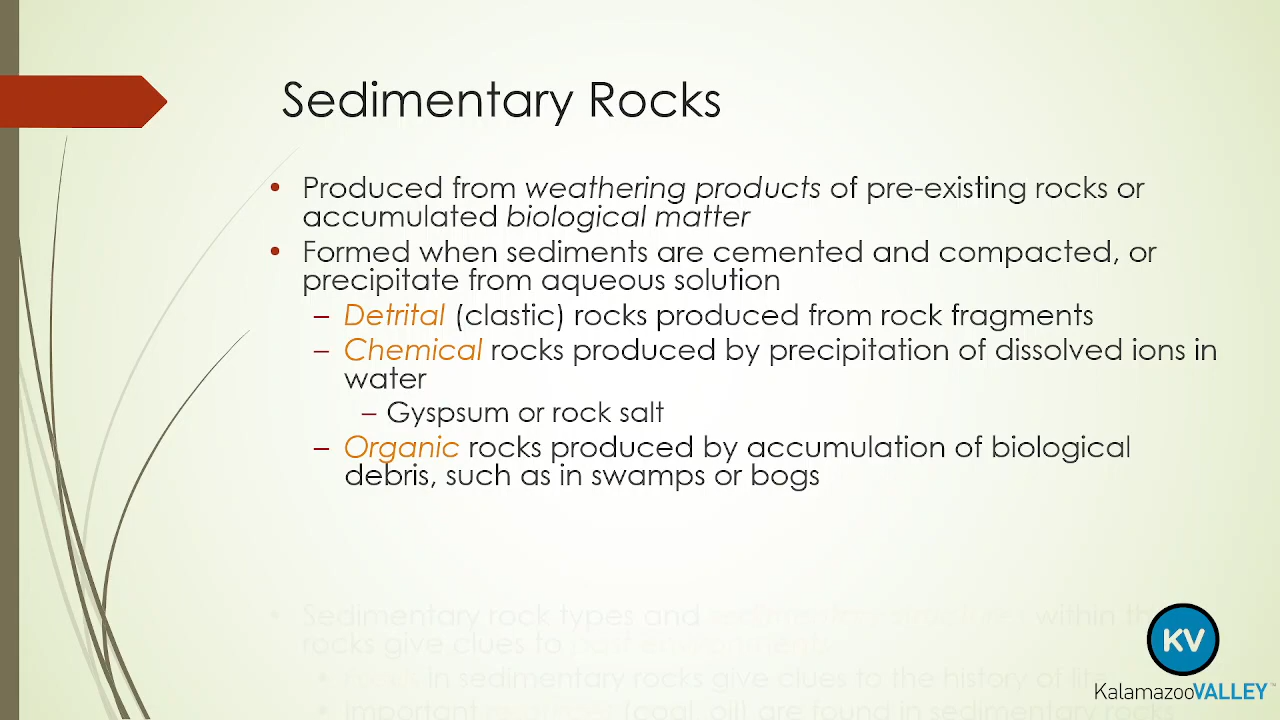 Sedimentary Rocks
• Produced from weathering products of pre-existing rocks or
accumulated biological matter
• Formed when sediments are cemented and compacted, or
precipitate from aqueous solution
– Detrital (clastic) rocks produced from rock fragments
– Chemical rocks produced by precipitation of dissolved ions in
water
– Gyspsum or rock salt
– Organic rocks produced by accumulation of biological
debris, such as in swamps or bogs
• Sedimentary rock types and sedimentary structures within the
rocks give clues to past environments
• Fossils in sedimentary rocks give clues to the history of life
• Important (coal, oil) are found in sedimentary rocks
KV
KalamazooVALLEY™